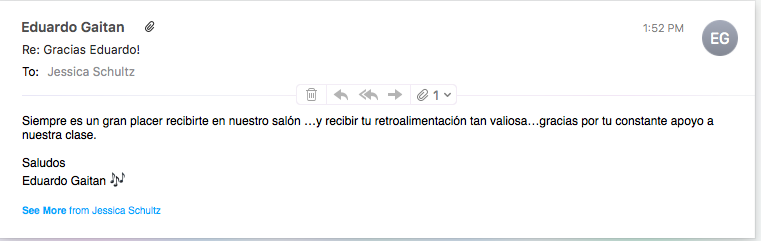 Eduardo Gaitan
1:52 PM
EG
Re: Gracias Eduardo!
To: Jessica Schultz
1
Siempre es un gran placer recibirte en nuestro salón ...y recibir tu retroalimentación tan valiosa...gracias por tu constante apoyo a
nuestra clase.
Saludos
Eduardo Gaitan 🎶
See More from Jessica Schultz